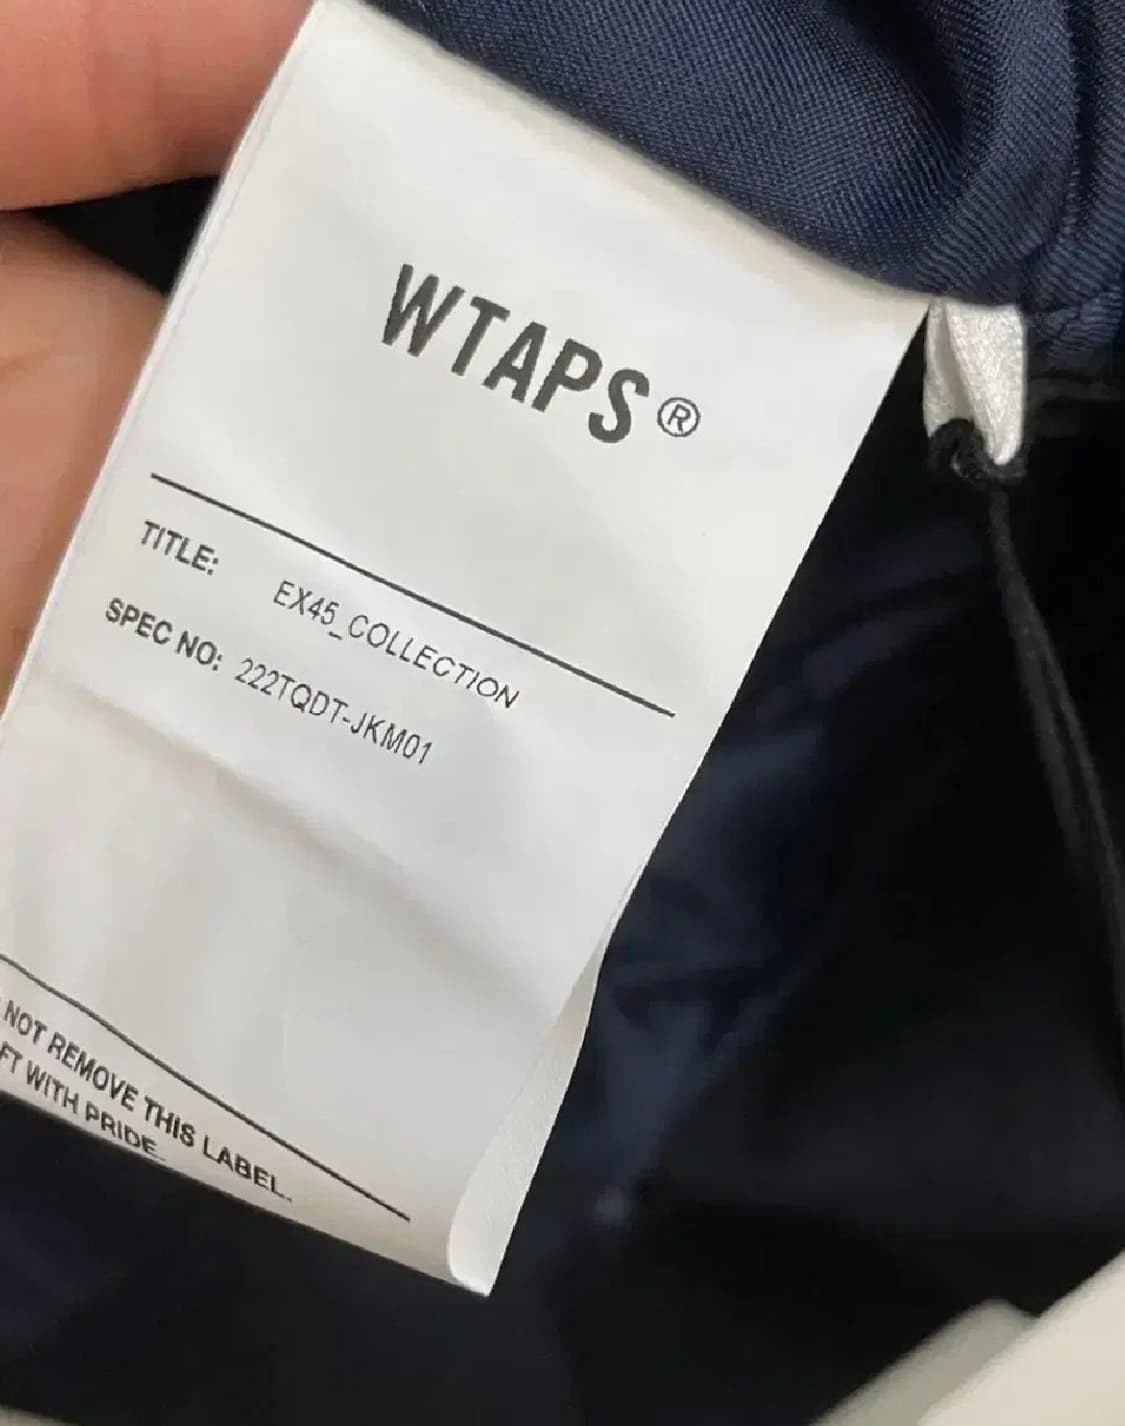 WTAPS®
TITLE: EX45_COLLECTION
SPEC NO: 222TQDT-JKM01
NOT REMOVE THIS LABEL.
FT WITH PRIDE.